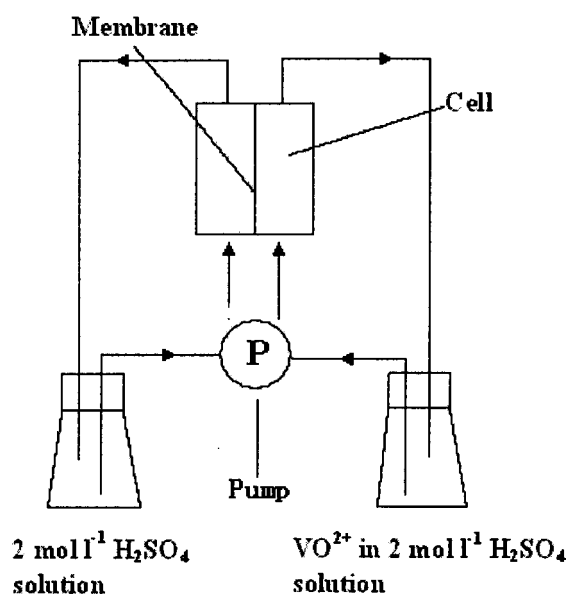 Membrane
Cell
P
Pump
2 mol l⁻¹ H₂SO₄
solution
VO²⁺ in 2 mol l⁻¹ H₂SO₄
solution